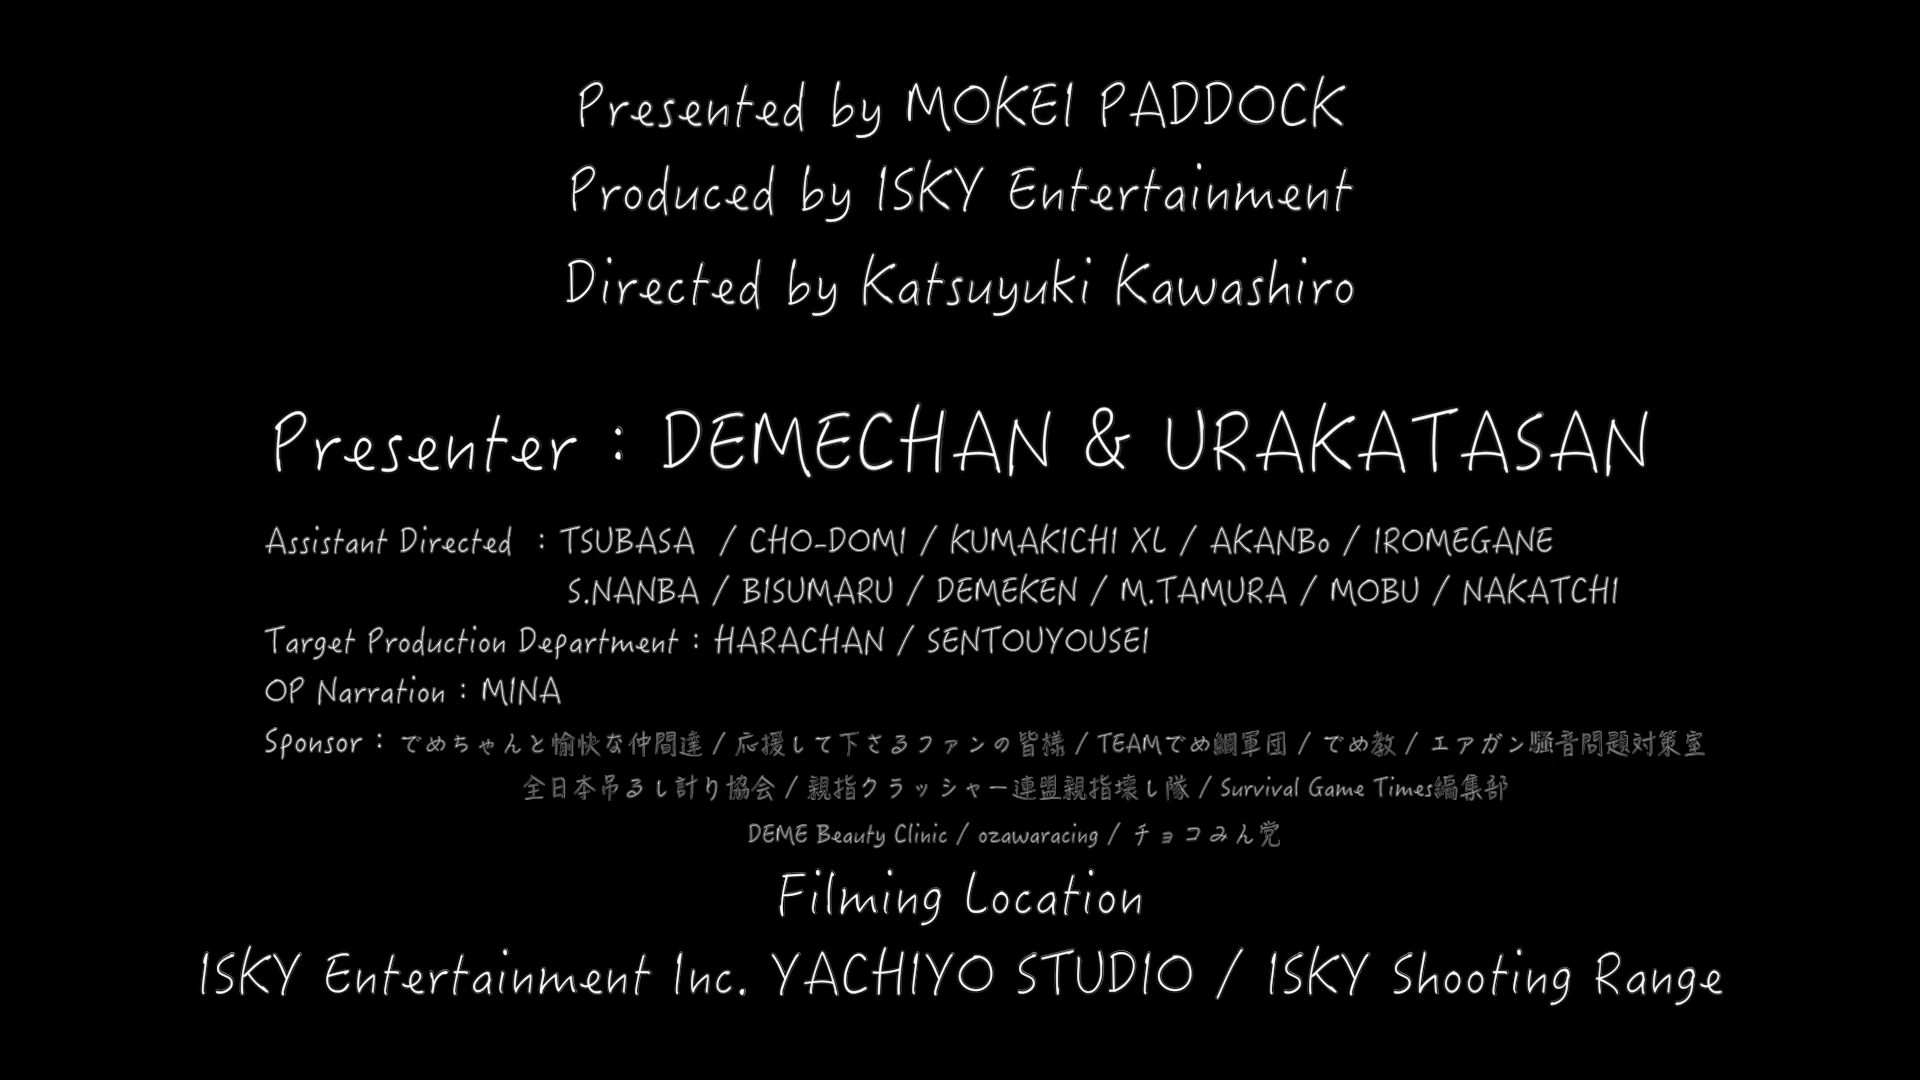 Presented by MOKEI PADDOCK
Produced by ISKY Entertainment
Directed by Katsuyuki Kawashiro
Presenter : DEMECHAN & URAKATASAN
Assistant Directed : TSUBASA / CHO-DOMI / KUMAKICHI XL / AKANBo / IROMEGANE
S.NANBA / BISUMARU / DEMEKEN / M.TAMURA / MOBU / NAKATCHI
Target Production Department : HARACHAN / SENTOUYOUSEI
OP Narration : MINA
Sponsor : でめちゃんと愉快な仲間達 / 応援して下さるファンの皆様 / TEAMでめ鯛軍団 / でめ教 / エアガン騒音問題対策室
全日本吊るし計り協会 / 親指クラッシャー連盟親指壊し隊 / Survival Game Times編集部
DEME Beauty Clinic / ozawaracing / チョコみん党
Filming Location
ISKY Entertainment Inc. YACHIYO STUDIO / ISKY Shooting Range